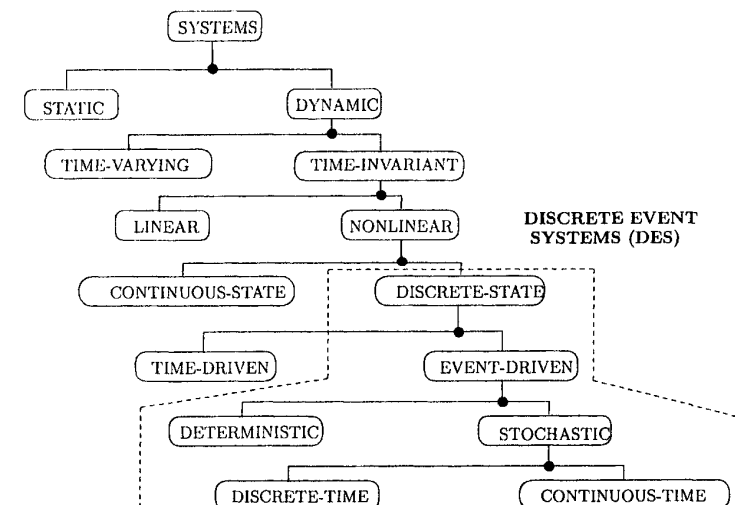 SYSTEMS
STATIC
DYNAMIC
TIME-VARYING
TIME-INVARIANT
LINEAR
NONLINEAR
DISCRETE EVENT
SYSTEMS (DES)
CONTINUOUS-STATE
DISCRETE-STATE
TIME-DRIVEN
EVENT-DRIVEN
DETERMINISTIC
STOCHASTIC
DISCRETE-TIME
CONTINUOUS-TIME